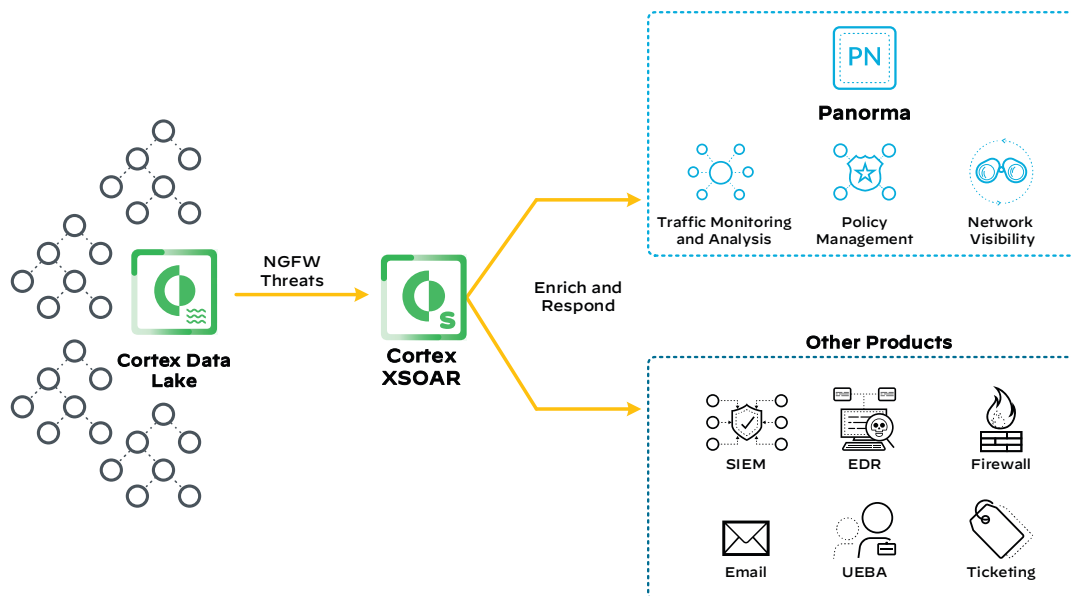 PN
Panorma
Traffic Monitoring
and Analysis
Policy
Management
Network
Visibility
NGFW
Threats
Cortex Data
Lake
Cortex
XSOAR
S
Enrich and
Respond
Other Products
SIEM
EDR
Firewall
Email
UEBA
Ticketing